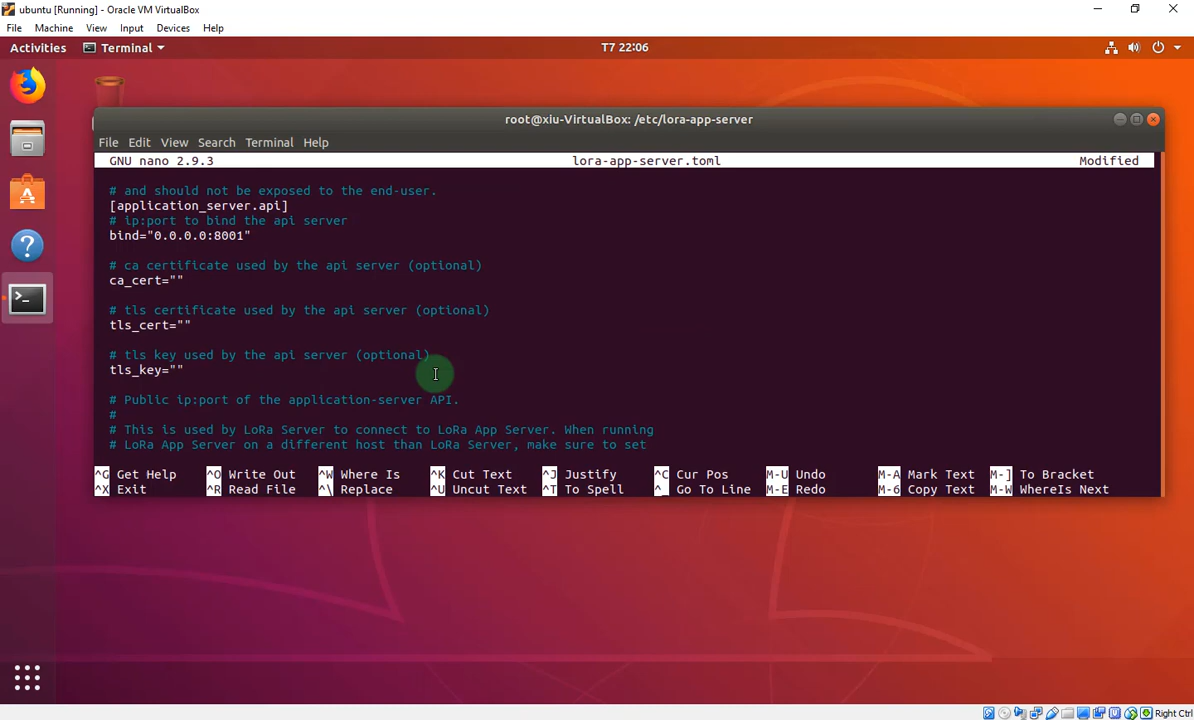 ubuntu [Running] - Oracle VM VirtualBox
File Machine View Input Devices Help
Activities Terminal T7 22:06
root@xiu-VirtualBox: /etc/lora-app-server
File Edit View Search Terminal Help
GNU nano 2.9.3 lora-app-server.toml Modified
# and should not be exposed to the end-user.
[application_server.api]
# ip:port to bind the api server
bind="0.0.0.0:8001"
# ca certificate used by the api server (optional)
ca_cert=""
# tls certificate used by the api server (optional)
tls_cert=""
# tls key used by the api server (optional)
tls_key=""
# Public ip:port of the application-server API.
#
# This is used by LoRa Server to connect to LoRa App Server. When running
# LoRa App Server on a different host than LoRa Server, make sure to set
^G Get Help ^O Write Out ^W Where Is ^K Cut Text ^J Justify ^C Cur Pos M-U Undo M-A Mark Text M-] To Bracket
^X Exit ^R Read File ^\ Replace ^U Uncut Text ^T To Spell ^_ Go To Line M-E Redo M-6 Copy Text M-W WhereIs Next
Right Ctrl